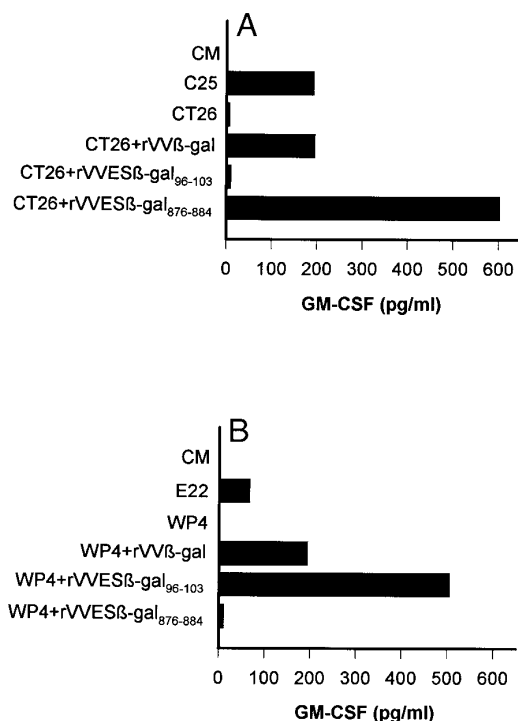 A
CM
C25
CT26
CT26+rVVß-gal
CT26+rVVESß-gal96-103
CT26+rVVESß-gal876-884
0 100 200 300 400 500 600
GM-CSF (pg/ml)
B
CM
E22
WP4
WP4+rVVß-gal
WP4+rVVESß-gal96-103
WP4+rVVESß-gal876-884
0 100 200 300 400 500 600
GM-CSF (pg/ml)